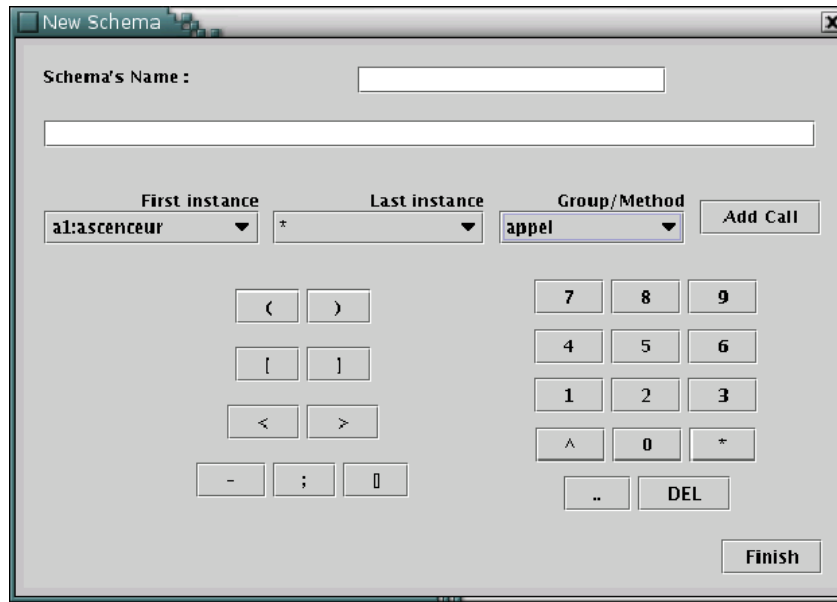 New Schema
Schema's Name :
First instance Last instance Group/Method
a1:ascenceur * appel Add Call
( ) 7 8 9
[ ] 4 5 6
< > 1 2 3
^ 0 *
- ; []
.. DEL
Finish